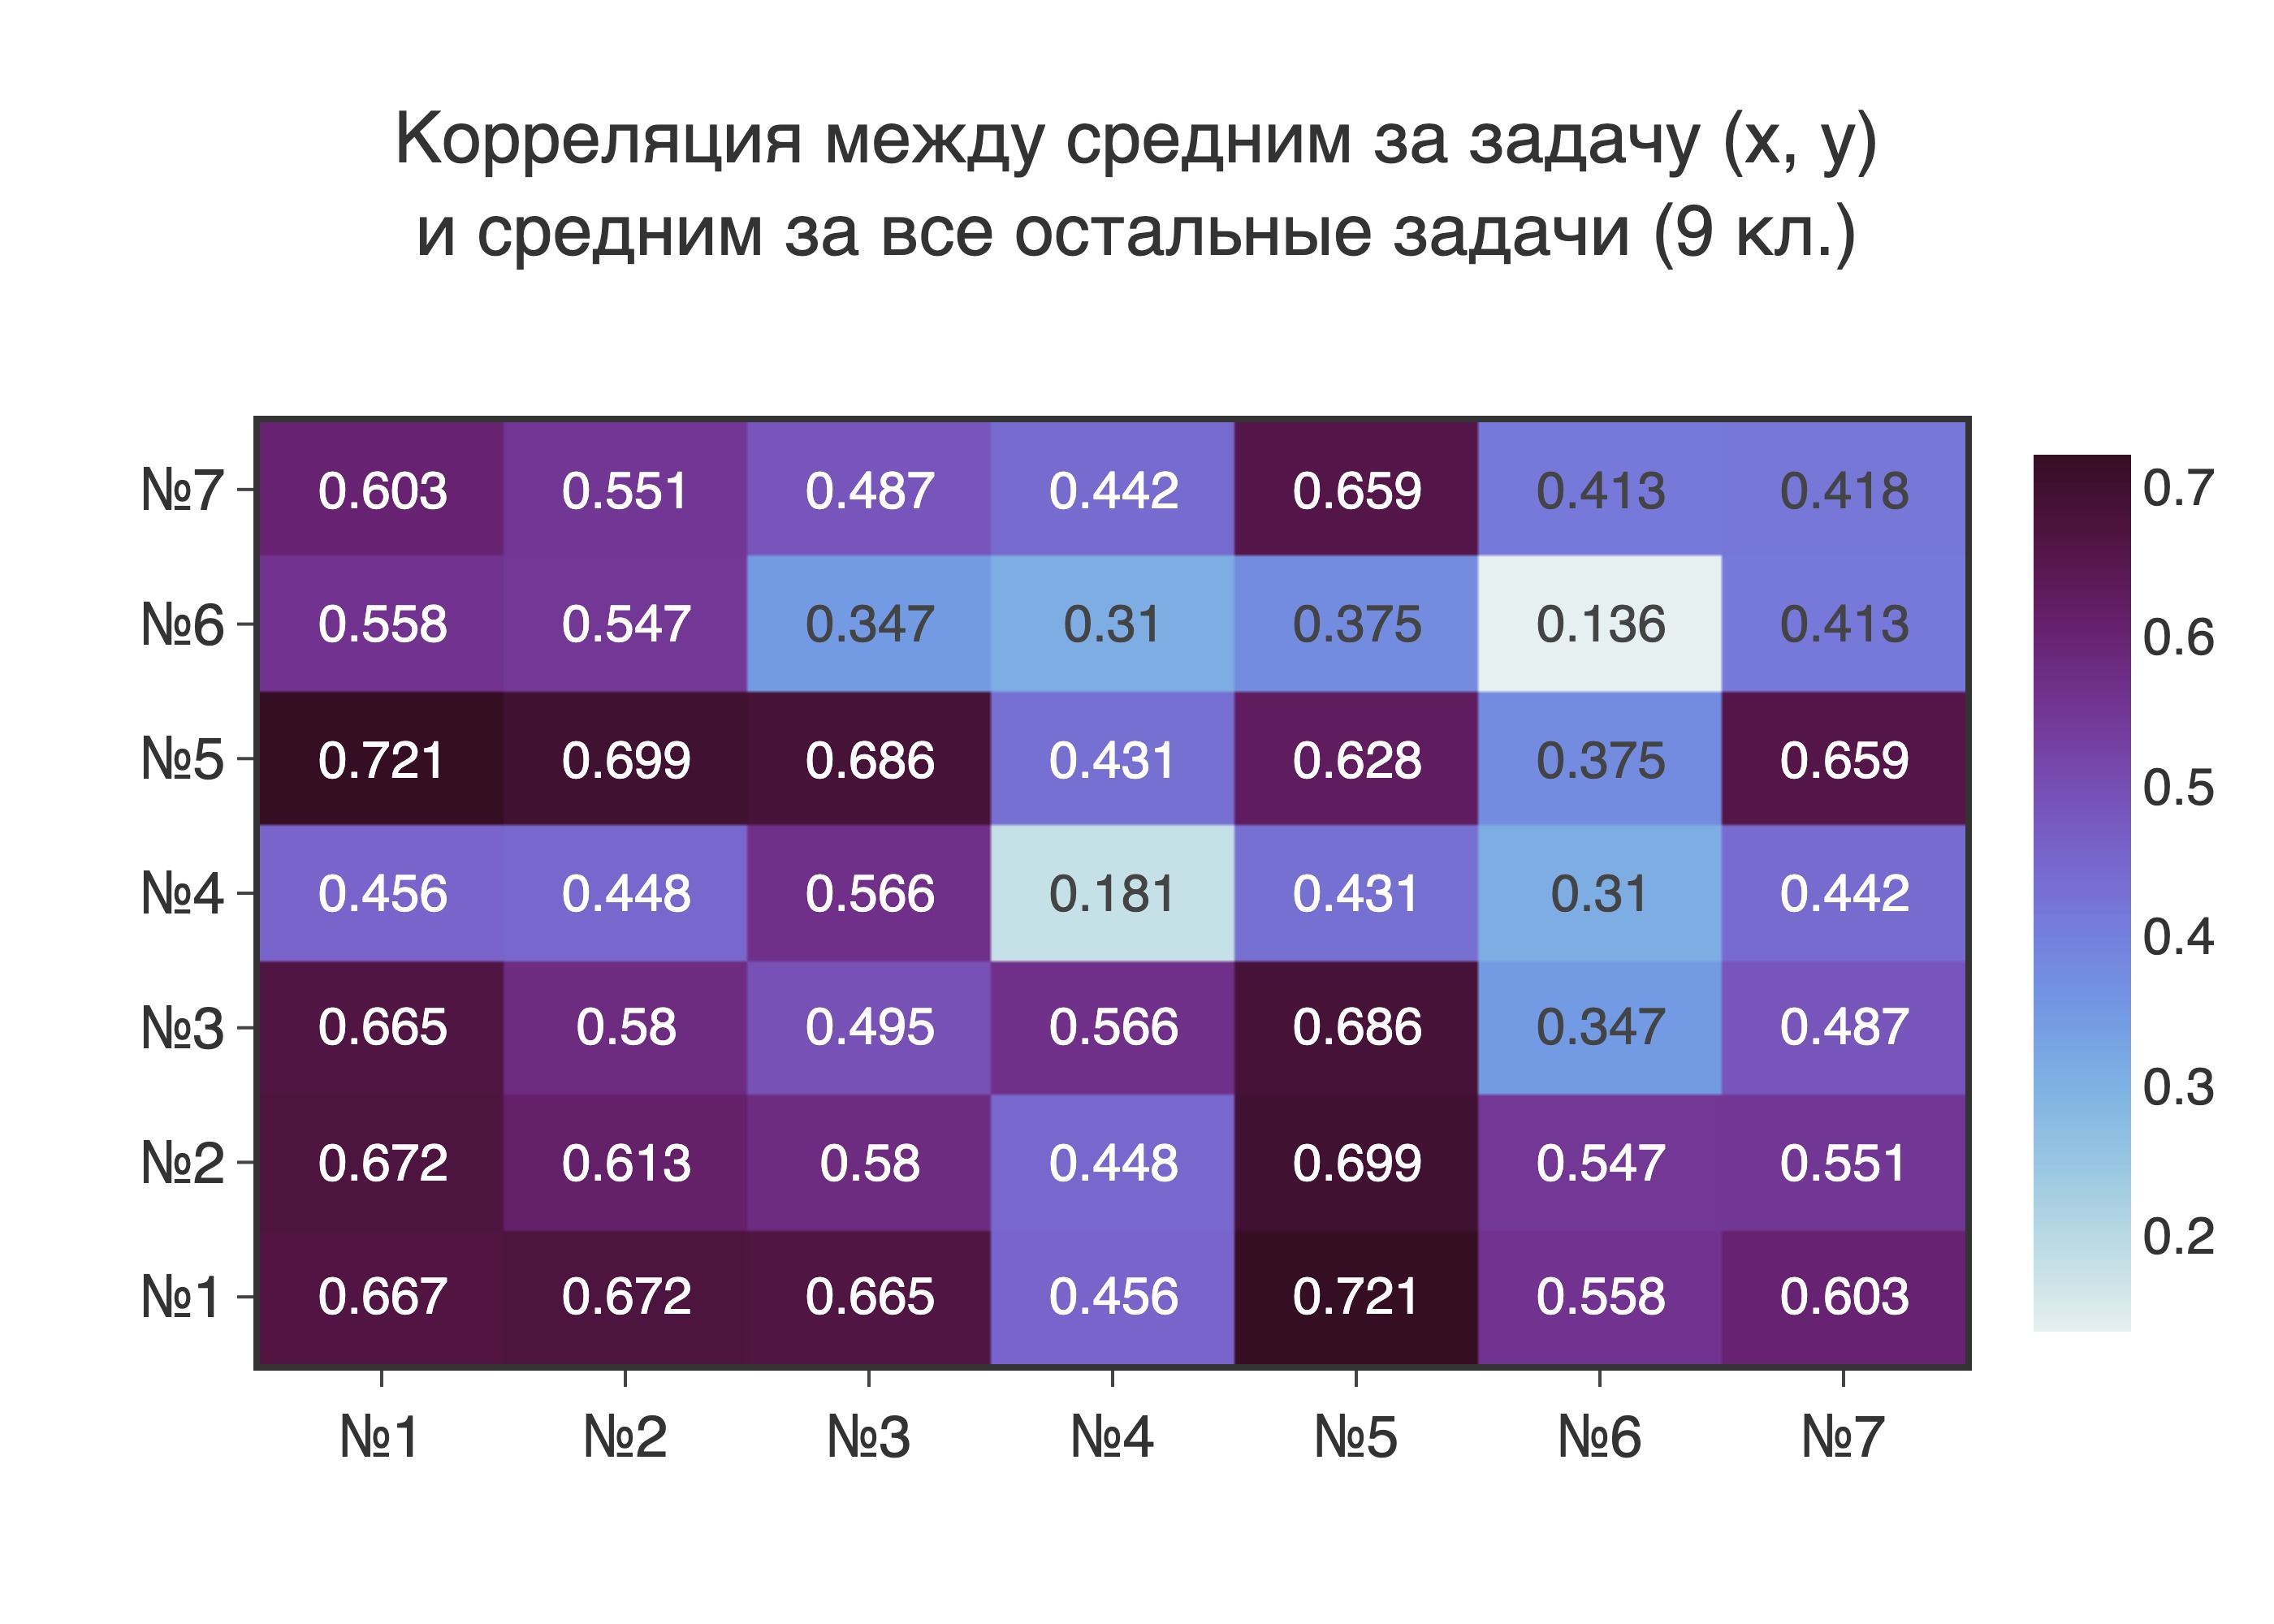 Корреляция между средним за задачу (x, y)
и средним за все остальные задачи (9 кл.)
№7 0.603 0.551 0.487 0.442 0.659 0.413 0.418
№6 0.558 0.547 0.347 0.31 0.375 0.136 0.413
№5 0.721 0.699 0.686 0.431 0.628 0.375 0.659
№4 0.456 0.448 0.566 0.181 0.431 0.31 0.442
№3 0.665 0.58 0.495 0.566 0.686 0.347 0.487
№2 0.672 0.613 0.58 0.448 0.699 0.547 0.551
№1 0.667 0.672 0.665 0.456 0.721 0.558 0.603
№1 №2 №3 №4 №5 №6 №7
0.7
0.6
0.5
0.4
0.3
0.2